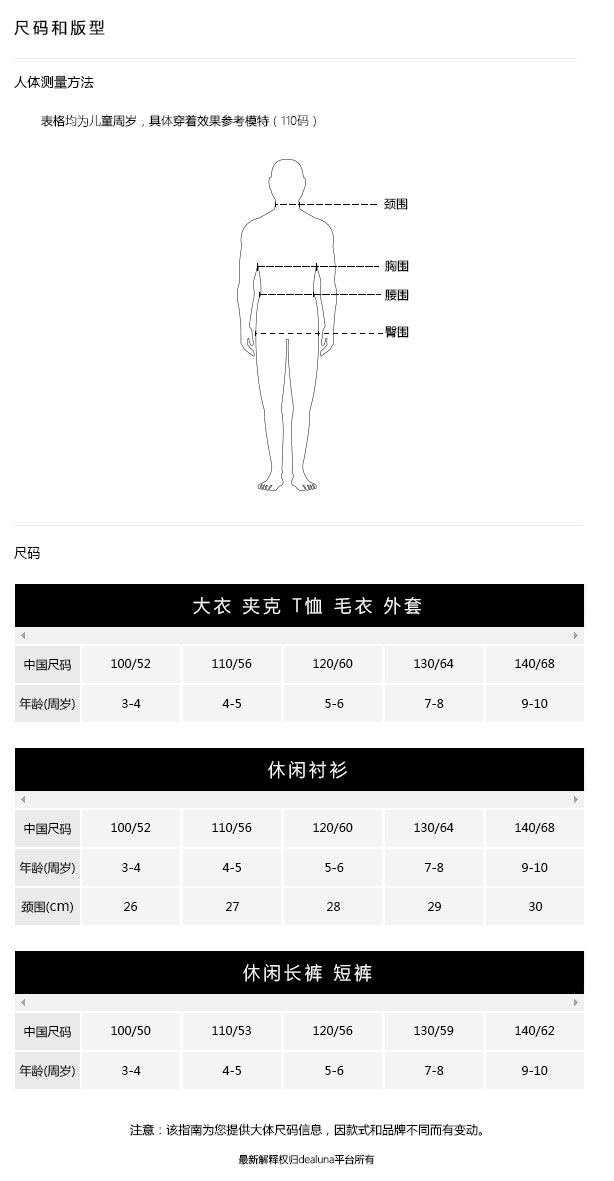 尺码和版型
人体测量方法
表格均为儿童周岁，具体穿着效果参考模特（110码）
颈围
胸围
腰围
臀围
尺码
大衣 夹克 T恤 毛衣 外套
中国尺码 100/52 110/56 120/60 130/64 140/68
年龄(周岁) 3-4 4-5 5-6 7-8 9-10
休闲衬衫
中国尺码 100/52 110/56 120/60 130/64 140/68
年龄(周岁) 3-4 4-5 5-6 7-8 9-10
颈围(cm) 26 27 28 29 30
休闲长裤 短裤
中国尺码 100/50 110/53 120/56 130/59 140/62
年龄(周岁) 3-4 4-5 5-6 7-8 9-10
注意：该指南为您提供大体尺码信息，因款式和品牌不同而有变动。
最新解释权归dealuna平台所有